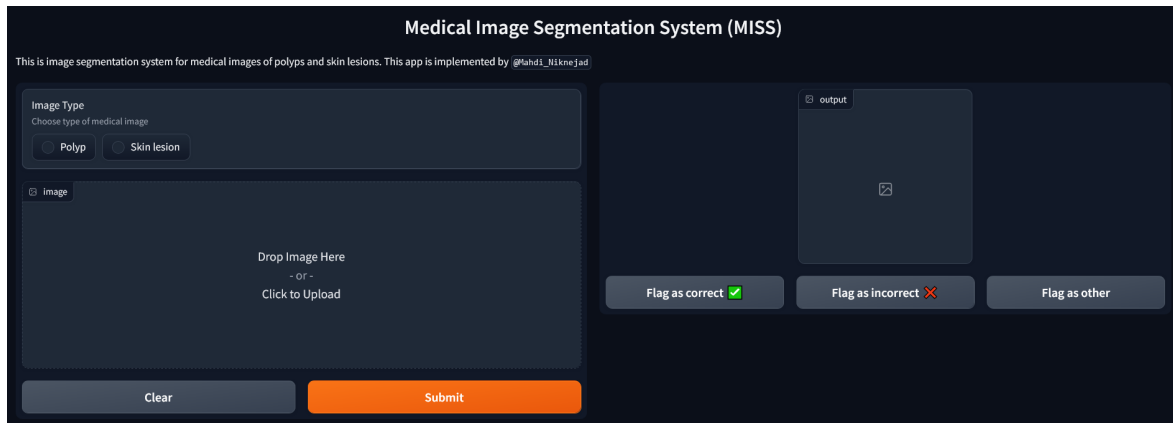 Medical Image Segmentation System (MISS)
This is image segmentation system for medical images of polyps and skin lesions. This app is implemented by @Mahdi_Niknejad
Image Type
Choose type of medical image
Polyp
Skin lesion
image
Drop Image Here
- or -
Click to Upload
Clear
Submit
output
Flag as correct ✅
Flag as incorrect ❌
Flag as other